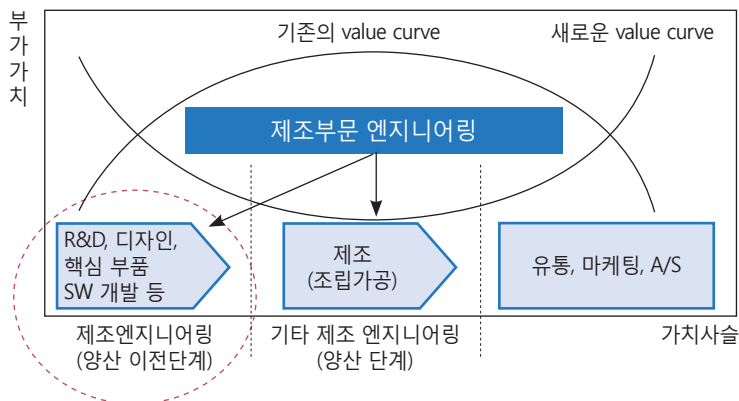 부가가치
기존의 value curve
새로운 value curve
제조부문 엔지니어링
R&D, 디자인,
핵심 부품
SW 개발 등
제조
(조립가공)
유통, 마케팅, A/S
제조엔지니어링
(양산 이전단계)
기타 제조 엔지니어링
(양산 단계)
가치사슬